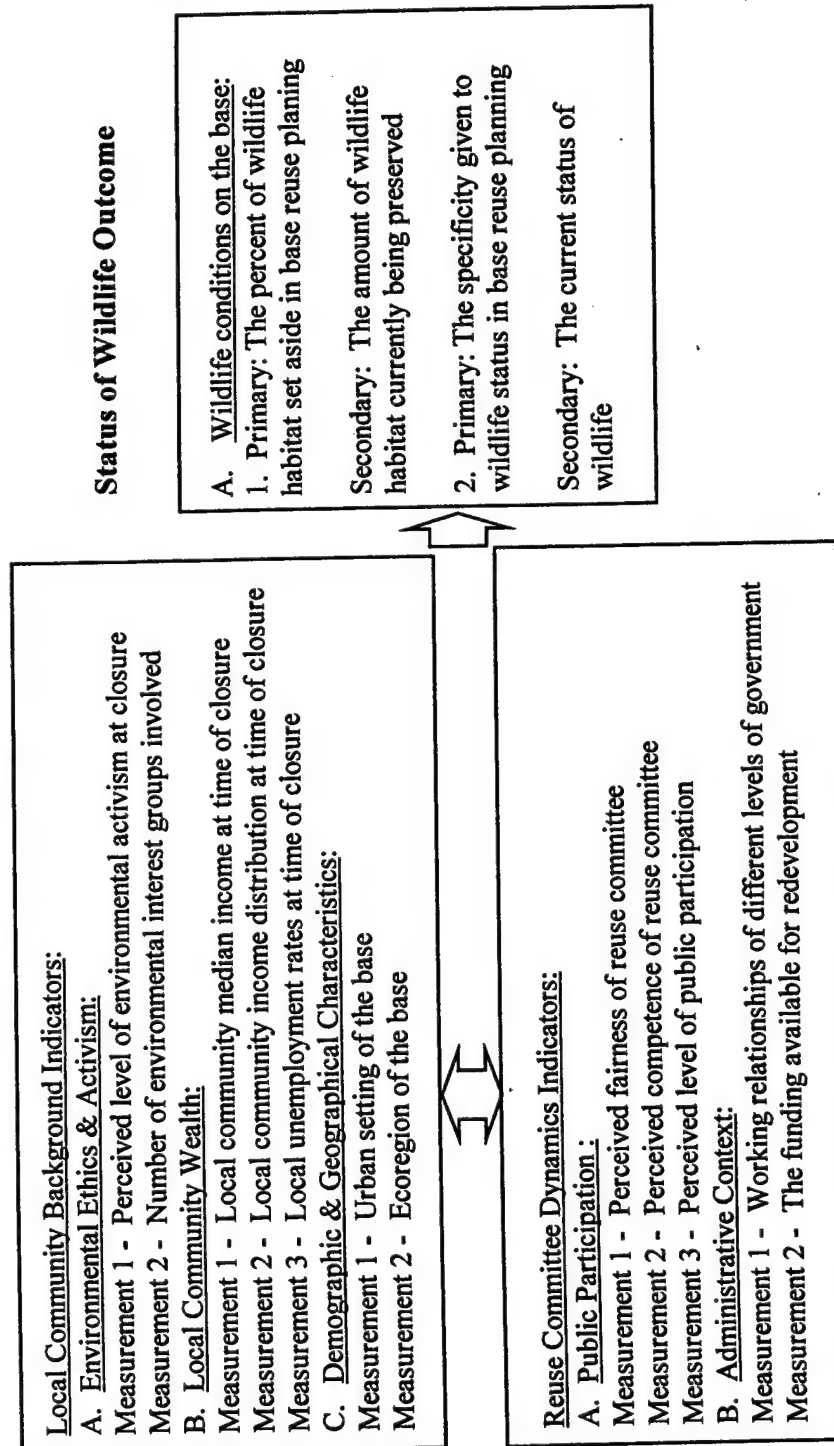 Local Community Background Indicators:
A. Environmental Ethics & Activism:
Measurement 1 - Perceived level of environmental activism at closure
Measurement 2 - Number of environmental interest groups involved
B. Local Community Wealth:
Measurement 1 - Local community median income at time of closure
Measurement 2 - Local community income distribution at time of closure
Measurement 3 - Local unemployment rates at time of closure
C. Demographic & Geographical Characteristics:
Measurement 1 - Urban setting of the base
Measurement 2 - Ecoregion of the base
Reuse Committee Dynamics Indicators:
A. Public Participation :
Measurement 1 - Perceived fairness of reuse committee
Measurement 2 - Perceived competence of reuse committee
Measurement 3 - Perceived level of public participation
B. Administrative Context:
Measurement 1 - Working relationships of different levels of government
Measurement 2 - The funding available for redevelopment
Status of Wildlife Outcome
A. Wildlife conditions on the base:
1. Primary: The percent of wildlife
habitat set aside in base reuse planing
Secondary: The amount of wildlife
habitat currently being preserved
2. Primary: The specificity given to
wildlife status in base reuse planning
Secondary: The current status of
wildlife